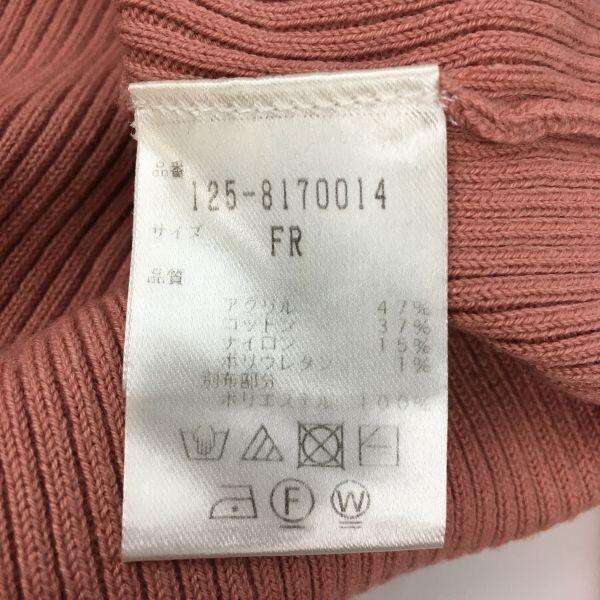 品番
125-8170014
サイズ FR
品質
アクリル 47%
コットン 37%
ナイロン 15%
ポリウレタン 1%
別布部分
ポリエステル 100%
F W